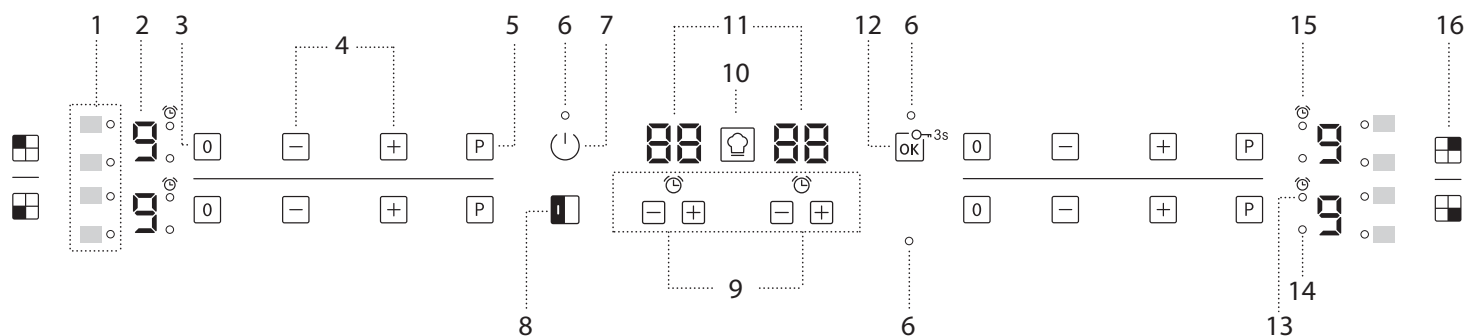 1 2 3 4 5 6 7 11 12 6 15 16
10
88 88 3s
9 0 − + P OK 0 − + P 9
9 0 − + P − + − + 0 − + P 9
9
8 6 13 14